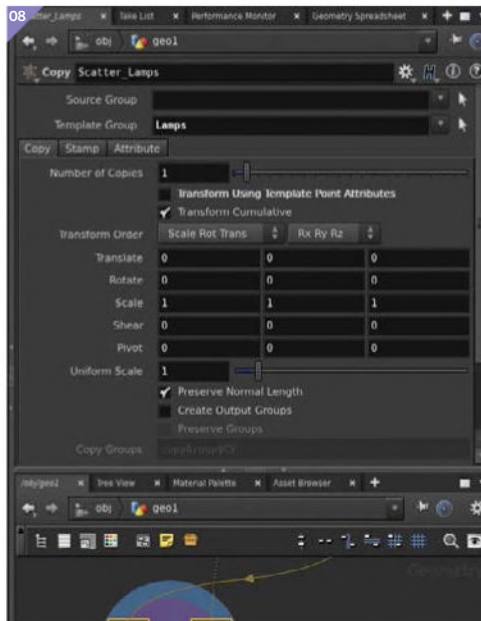 08
Scatter_Lamps Take List Performance Monitor Geometry Spreadsheet
obj geo1
Copy Scatter_Lamps
Source Group
Template Group Lamps
Copy Stamp Attribute
Number of Copies 1
Transform Using Template Point Attributes
Transform Cumulative
Transform Order Scale Rot Trans Rx Ry Rz
Translate 0 0 0
Rotate 0 0 0
Scale 1 1 1
Shear 0 0 0
Pivot 0 0 0
Uniform Scale 1
Preserve Normal Length
Create Output Groups
Preserve Groups
Copy Groups
Tree View Material Palette Asset Browser
obj geo1
Geometry